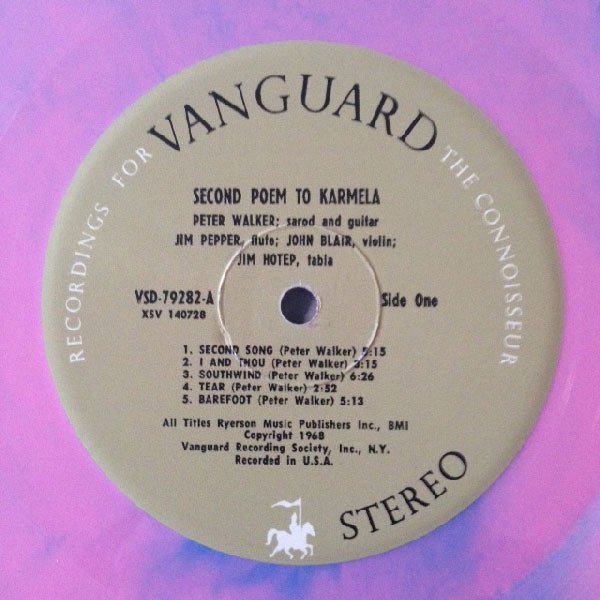 RECORDINGS FOR VANGUARD THE CONNOISSEUR
SECOND POEM TO KARMELA
PETER WALKER: sarod and guitar
JIM PEPPER, flute; JOHN BLAIR, violin;
JIM HOTEP, tabla
VSD-79282-A
XSV 140728
Side One
1. SECOND SONG (Peter Walker) 5:15
2. I AND THOU (Peter Walker) 3:15
3. SOUTHWIND (Peter Walker) 6:26
4. TEAR (Peter Walker) 2:52
5. BAREFOOT (Peter Walker) 5:13
All Titles Ryerson Music Publishers Inc., BMI
Copyright 1968
Vanguard Recording Society, Inc., N.Y.
Recorded in U.S.A.
STEREO